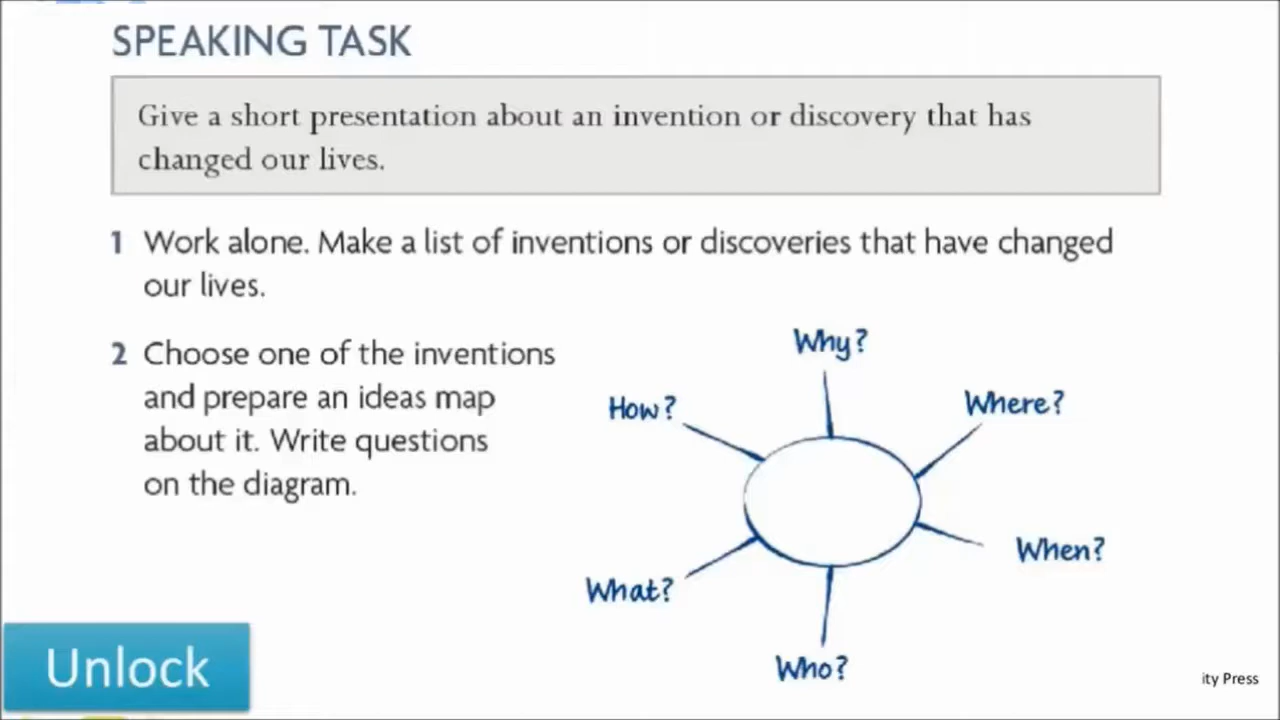 SPEAKING TASK
Give a short presentation about an invention or discovery that has
changed our lives.
1 Work alone. Make a list of inventions or discoveries that have changed
our lives.
2 Choose one of the inventions
and prepare an ideas map
about it. Write questions
on the diagram.
Why?
How?
Where?
When?
What?
Who?
Unlock
ity Press